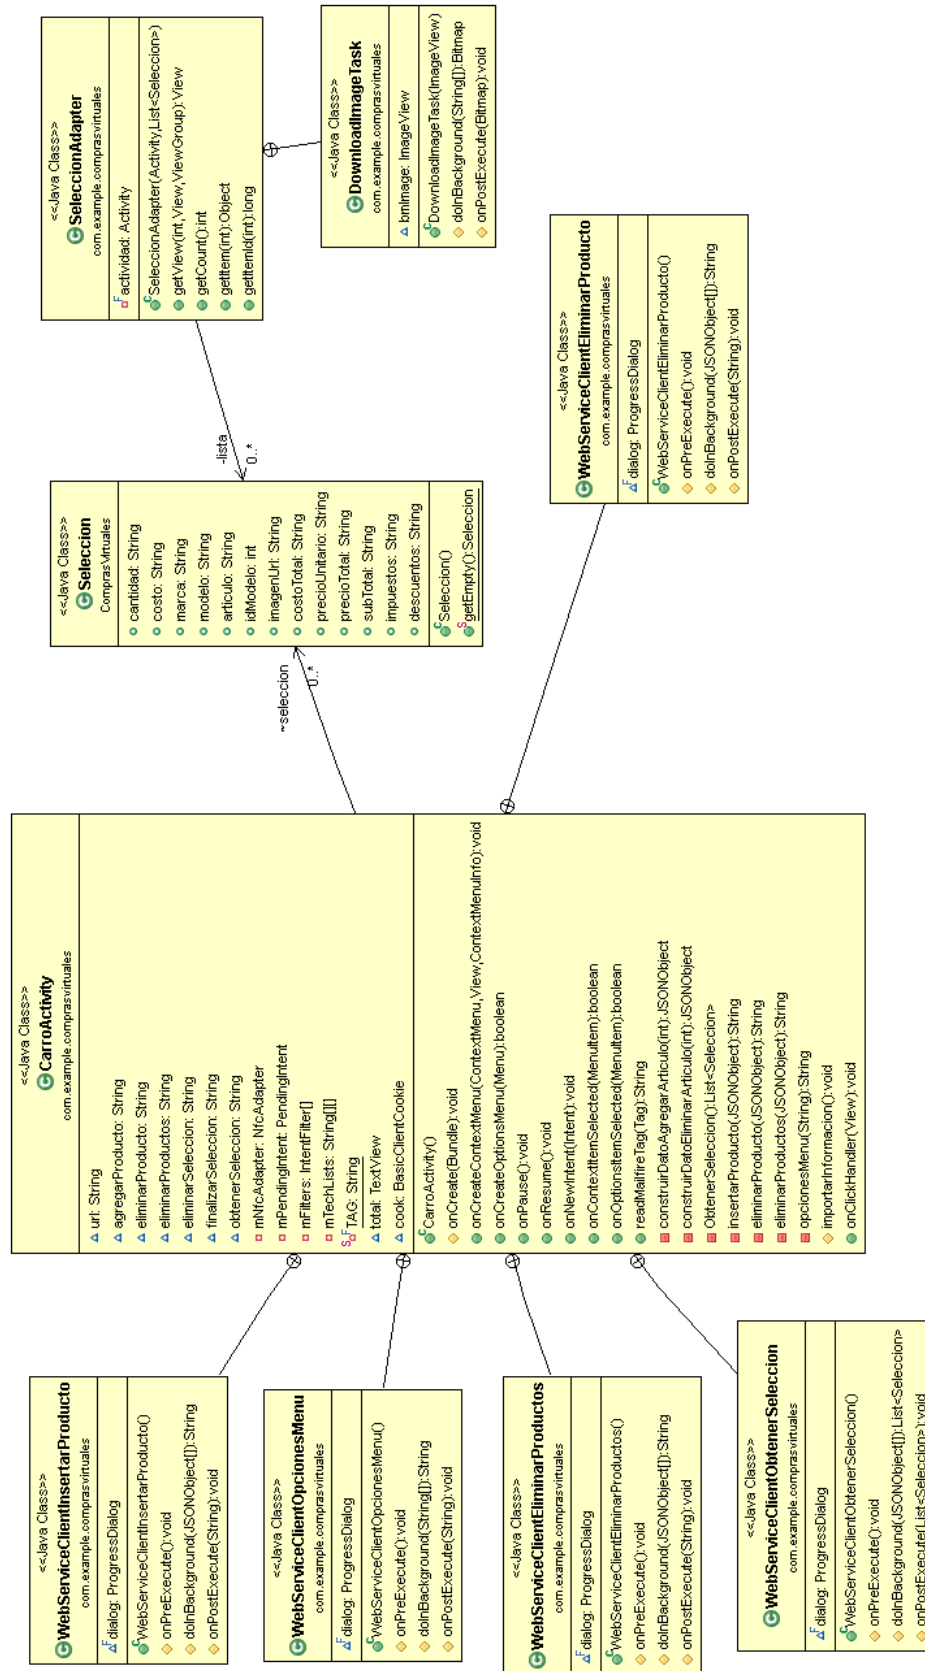 <<Java Class>>
WebServiceClientInsertarProducto
com.example.comprasvirtuales
dialog: ProgressDialog
WebServiceClientInsertarProducto()
onPreExecute():void
doInBackground(JSONObject[]):String
onPostExecute(String):void
<<Java Class>>
WebServiceClientOpcionesMenu
com.example.comprasvirtuales
dialog: ProgressDialog
WebServiceClientOpcionesMenu()
onPreExecute():void
doInBackground(String[]):String
onPostExecute(String):void
<<Java Class>>
WebServiceClientEliminarProductos
com.example.comprasvirtuales
dialog: ProgressDialog
WebServiceClientEliminarProductos()
onPreExecute():void
doInBackground(JSONObject[]):String
onPostExecute(String):void
<<Java Class>>
WebServiceClientObtenerSeleccion
com.example.comprasvirtuales
dialog: ProgressDialog
WebServiceClientObtenerSeleccion()
onPreExecute():void
doInBackground(JSONObject[]):List<Seleccion>
onPostExecute(List<Seleccion>):void
<<Java Class>>
CarroActivity
com.example.comprasvirtuales
url: String
agregarProducto: String
eliminarProducto: String
eliminarProductos: String
eliminarSeleccion: String
finalizarSeleccion: String
obtenerSeleccion: String
mNfcAdapter: NfcAdapter
mPendingIntent: PendingIntent
mFilters: IntentFilter[]
mTechLists: String[][]
TAG: String
total: TextView
cook: BasicClientCookie
CarroActivity()
onCreate(Bundle):void
onCreateContextMenu(ContextMenu,View,ContextMenuInfo):void
onCreateOptionsMenu(Menu):boolean
onPause():void
onResume():void
onNewIntent(Intent):void
onContextItemSelected(MenuItem):boolean
onOptionsItemSelected(MenuItem):boolean
readMailfireTag(Tag):String
construirDatoAgregarArticulo(int):JSONObject
construirDatoEliminarArticulo(int):JSONObject
ObtenerSeleccion():List<Seleccion>
insertarProducto(JSONObject):String
eliminarProducto(JSONObject):String
eliminarProductos(JSONObject):String
opcionesMenu(String):String
importarInformacion():void
onClickHandler(View):void
~seleccion
0..*
<<Java Class>>
Seleccion
ComprasVirtuales
cantidad: String
costo: String
marca: String
modelo: String
articulo: String
idModelo: int
imagenUrl: String
costoTotal: String
precioUnitario: String
precioTotal: String
subTotal: String
impuestos: String
descuentos: String
Seleccion()
getEmpty():Seleccion
<<Java Class>>
WebServiceClientEliminarProducto
com.example.comprasvirtuales
dialog: ProgressDialog
WebServiceClientEliminarProducto()
onPreExecute():void
doInBackground(JSONObject[]):String
onPostExecute(String):void
-lista
0..*
<<Java Class>>
SeleccionAdapter
com.example.comprasvirtuales
actividad: Activity
SeleccionAdapter(Activity,List<Seleccion>)
getView(int,View,ViewGroup):View
getCount():int
getItem(int):Object
getItemId(int):long
<<Java Class>>
DownloadImageTask
com.example.comprasvirtuales
bmImage: ImageView
DownloadImageTask(ImageView)
doInBackground(String[]):Bitmap
onPostExecute(Bitmap):void